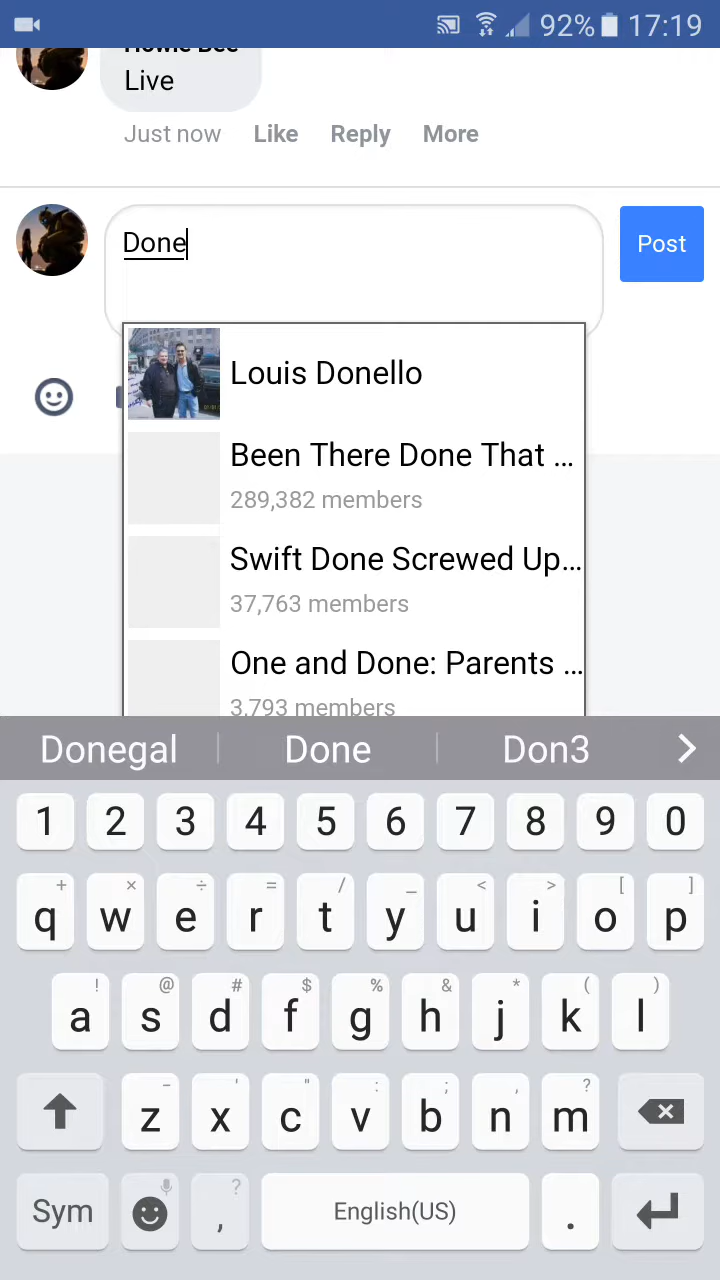 92% 17:19
Howie Bee
Live
Just now Like Reply More
Done
Post
Louis Donello
Been There Done That ...
289,382 members
Swift Done Screwed Up...
37,763 members
One and Done: Parents ...
3,793 members
Donegal Done Don3
1 2 3 4 5 6 7 8 9 0
+ × ÷ = / _ < > [ ]
q w e r t y u i o p
! @ # $ % & * ( )
a s d f g h j k l
- ' " : ; , ?
z x c v b n m
Sym , ? English(US) .